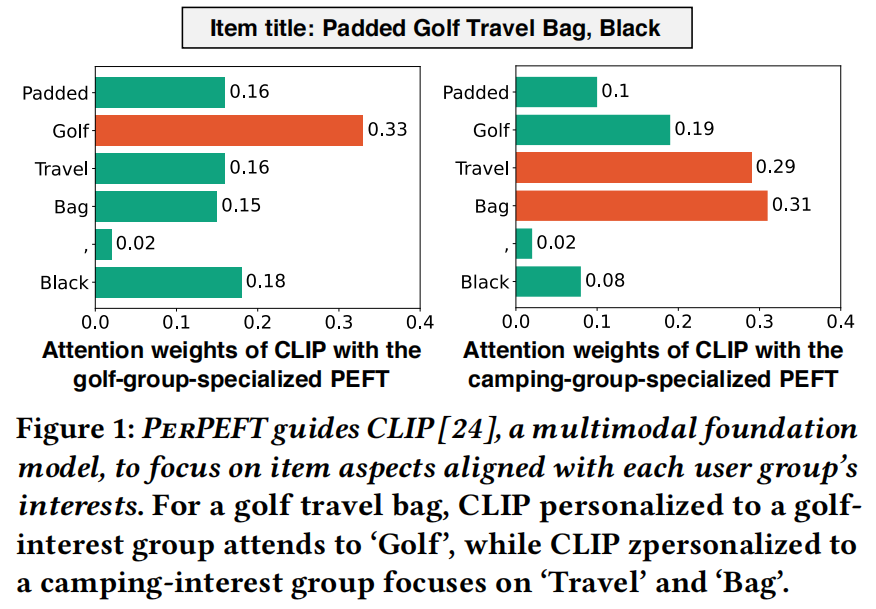 Item title: Padded Golf Travel Bag, Black
Padded 0.16
Golf 0.33
Travel 0.16
Bag 0.15
, 0.02
Black 0.18
0.0 0.1 0.2 0.3 0.4
Attention weights of CLIP with the
golf-group-specialized PEFT
Padded 0.1
Golf 0.19
Travel 0.29
Bag 0.31
, 0.02
Black 0.08
0.0 0.1 0.2 0.3 0.4
Attention weights of CLIP with the
camping-group-specialized PEFT
Figure 1: PerPEFT guides CLIP [24], a multimodal foundation
model, to focus on item aspects aligned with each user group's
interests. For a golf travel bag, CLIP personalized to a golf-
interest group attends to ‘Golf’, while CLIP zpersonalized to
a camping-interest group focuses on ‘Travel’ and ‘Bag’.